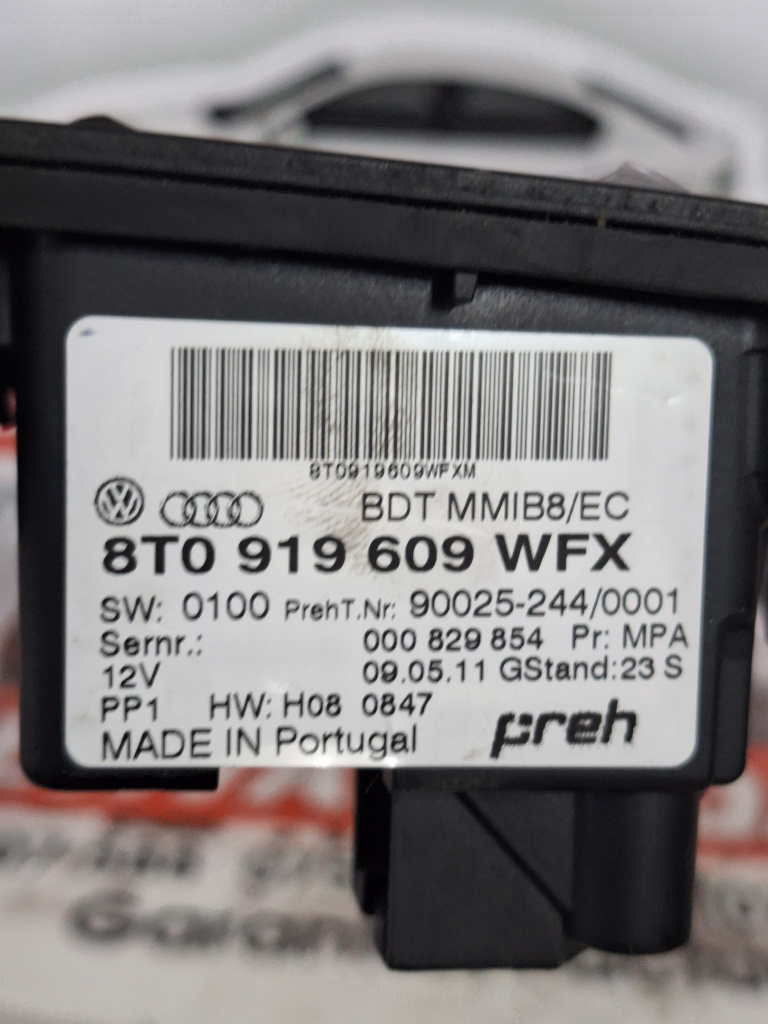 8T0919609WFXM
BDT MMIB8/EC
8T0 919 609 WFX
SW: 0100 PrehT.Nr: 90025-244/0001
Sernr.: 000 829 854 Pr: MPA
12V 09.05.11 GStand:23 S
PP1 HW: H08 0847
MADE IN Portugal preh